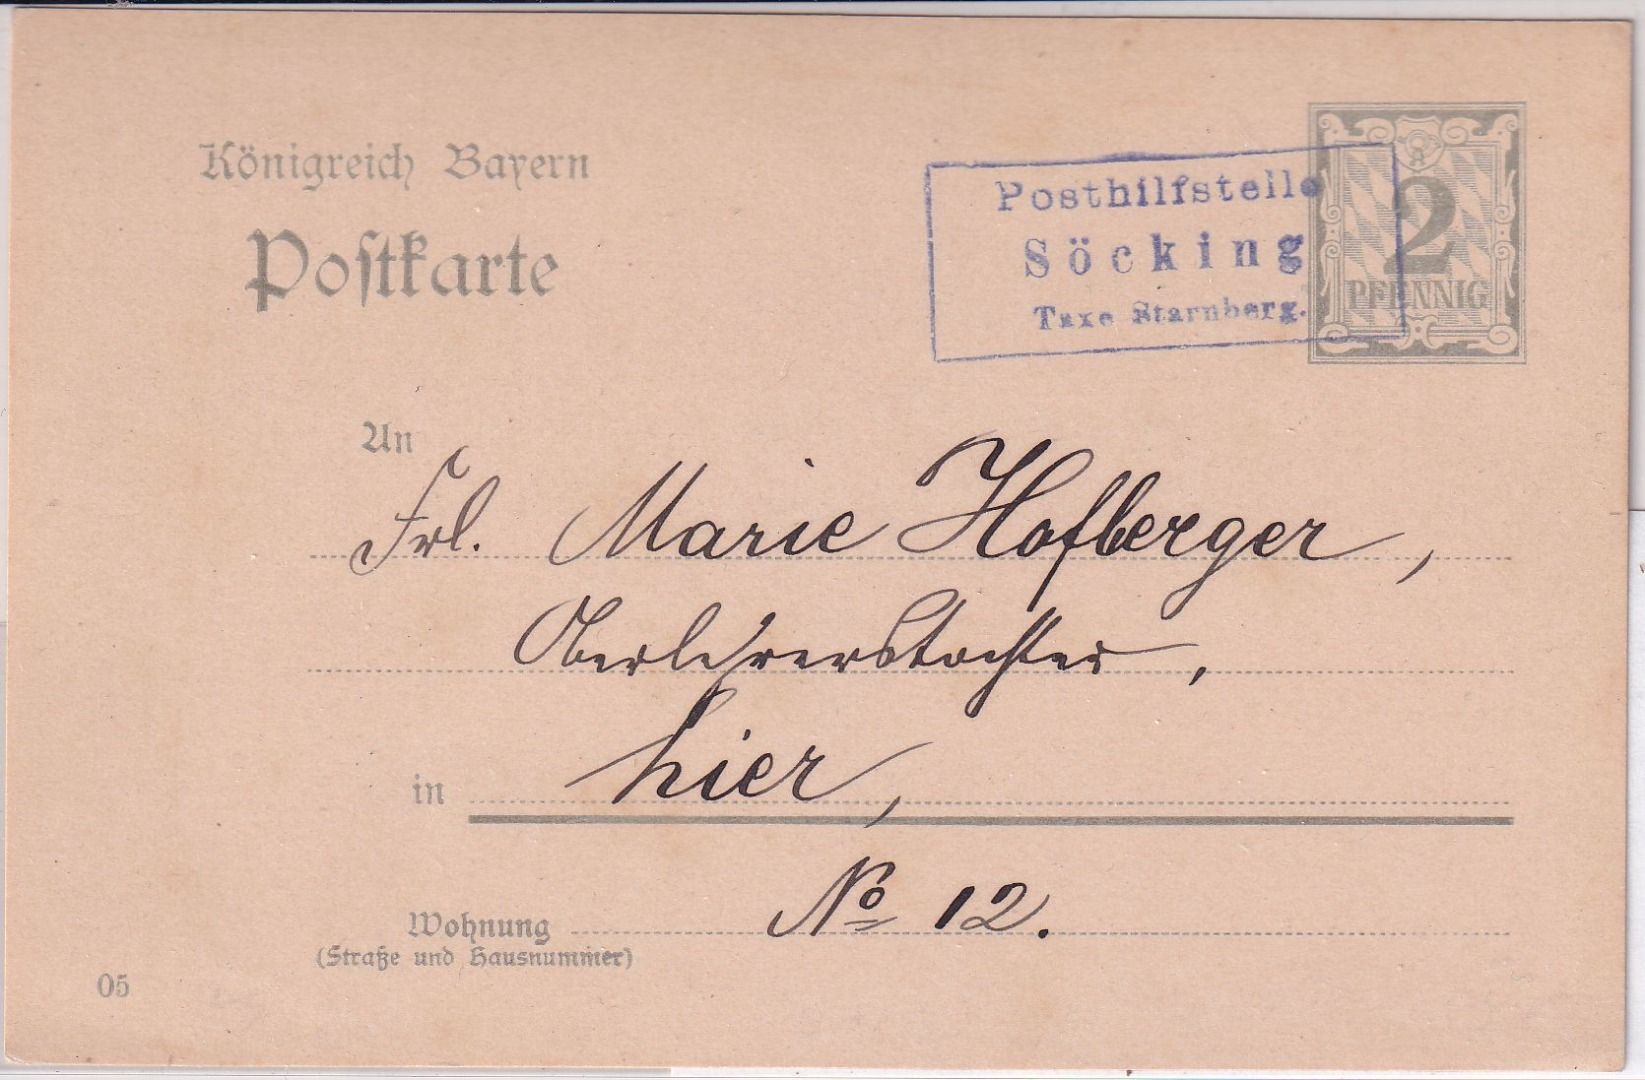 Königreich Bayern
Postkarte
Posthilfstelle
Söcking
Taxe Starnberg.
2
PFENNIG
An
Frl. Marie Hofberger,
Oberlehrerstochter,
in hier,
No 12.
Wohnung
(Straße und Hausnummer)
05